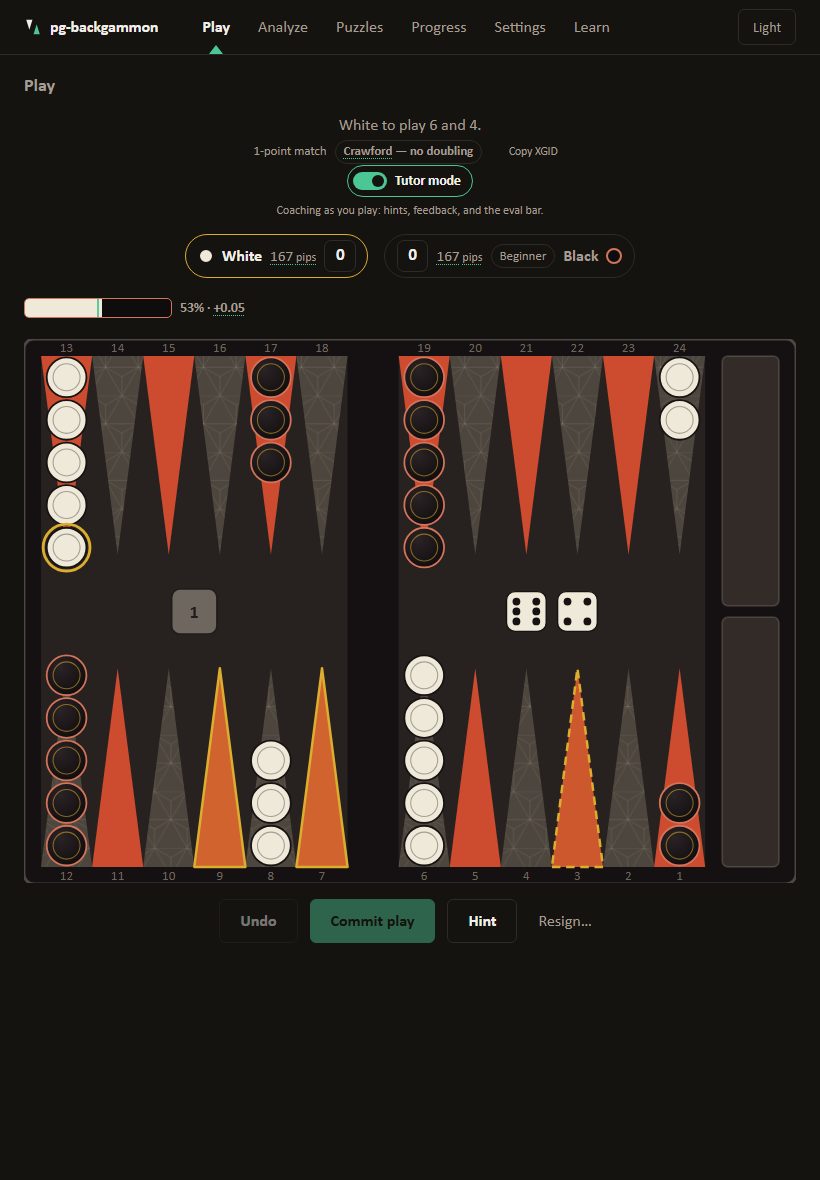 pg-backgammon Play Analyze Puzzles Progress Settings Learn Light
Play
White to play 6 and 4.
1-point match Crawford — no doubling Copy XGID
Tutor mode
Coaching as you play: hints, feedback, and the eval bar.
White 167 pips 0 0 167 pips Beginner Black
53% · +0.05
13 14 15 16 17 18 19 20 21 22 23 24
1
12 11 10 9 8 7 6 5 4 3 2 1
Undo Commit play Hint Resign...